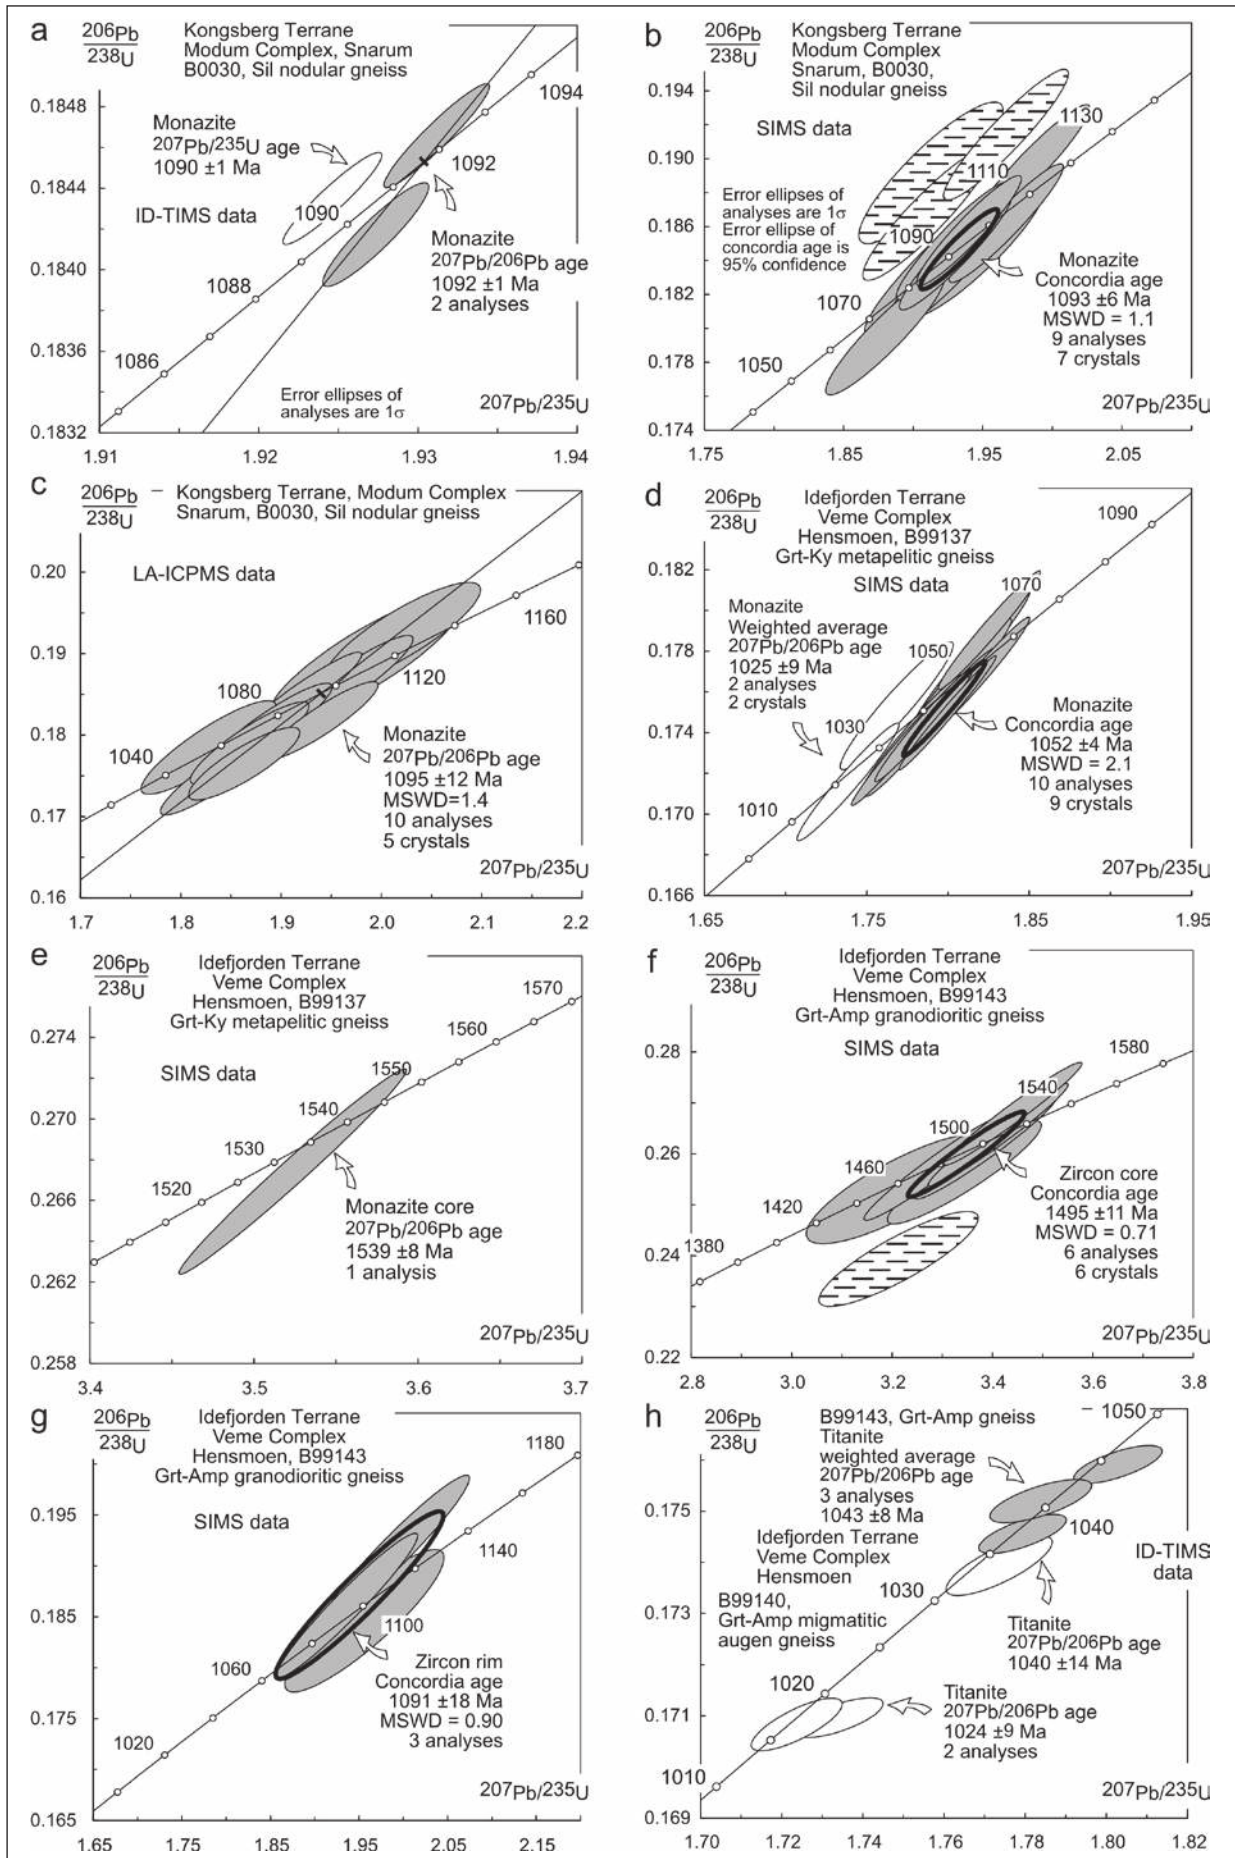 a
206Pb
238U
Kongsberg Terrane
Modum Complex, Snarum
B0030, Sil nodular gneiss
0.1848
0.1844
0.1840
0.1836
0.1832
Monazite
207Pb/235U age
1090 ±1 Ma
ID-TIMS data
1094
1092
1090
1088
1086
Monazite
207Pb/206Pb age
1092 ±1 Ma
2 analyses
Error ellipses of
analyses are 1σ
207Pb/235U
1.91 1.92 1.93 1.94
b
206Pb
238U
Kongsberg Terrane
Modum Complex
Snarum, B0030,
Sil nodular gneiss
0.194
0.190
0.186
0.182
0.178
0.174
SIMS data
Error ellipses of
analyses are 1σ
Error ellipse of
concordia age is
95% confidence
1130
1110
1090
1070
1050
Monazite
Concordia age
1093 ±6 Ma
MSWD = 1.1
9 analyses
7 crystals
207Pb/235U
1.75 1.85 1.95 2.05
c
206Pb
238U
Kongsberg Terrane, Modum Complex
Snarum, B0030, Sil nodular gneiss
0.20
0.19
0.18
0.17
0.16
LA-ICPMS data
1160
1120
1080
1040
Monazite
207Pb/206Pb age
1095 ±12 Ma
MSWD=1.4
10 analyses
5 crystals
207Pb/235U
1.7 1.8 1.9 2.0 2.1 2.2
d
206Pb
238U
Idefjorden Terrane
Veme Complex
Hensmoen, B99137
Grt-Ky metapelitic gneiss
SIMS data
0.182
0.178
0.174
0.170
0.166
Monazite
Weighted average
207Pb/206Pb age
1025 ±9 Ma
2 analyses
2 crystals
1090
1070
1050
1030
1010
Monazite
Concordia age
1052 ±4 Ma
MSWD = 2.1
10 analyses
9 crystals
207Pb/235U
1.65 1.75 1.85 1.95
e
206Pb
238U
Idefjorden Terrane
Veme Complex
Hensmoen, B99137
Grt-Ky metapelitic gneiss
SIMS data
0.274
0.270
0.266
0.262
0.258
1570
1560
1550
1540
1530
1520
Monazite core
207Pb/206Pb age
1539 ±8 Ma
1 analysis
207Pb/235U
3.4 3.5 3.6 3.7
f
206Pb
238U
Idefjorden Terrane
Veme Complex
Hensmoen, B99143
Grt-Amp granodioritic gneiss
SIMS data
0.28
0.26
0.24
0.22
1580
1540
1500
1460
1420
1380
Zircon core
Concordia age
1495 ±11 Ma
MSWD = 0.71
6 analyses
6 crystals
207Pb/235U
2.8 3.0 3.2 3.4 3.6 3.8
g
206Pb
238U
Idefjorden Terrane
Veme Complex
Hensmoen, B99143
Grt-Amp granodioritic gneiss
SIMS data
0.195
0.185
0.175
0.165
1180
1140
1100
1060
1020
Zircon rim
Concordia age
1091 ±18 Ma
MSWD = 0.90
3 analyses
207Pb/235U
1.65 1.75 1.85 1.95 2.05 2.15
h
206Pb
238U
B99143, Grt-Amp gneiss
Titanite
weighted average
207Pb/206Pb age
3 analyses
1043 ±8 Ma
Idefjorden Terrane
Veme Complex
Hensmoen
B99140,
Grt-Amp migmatitic
augen gneiss
0.175
0.173
0.171
0.169
1050
1040
1030
1020
1010
ID-TIMS
data
Titanite
207Pb/206Pb age
1040 ±14 Ma
Titanite
207Pb/206Pb age
1024 ±9 Ma
2 analyses
207Pb/235U
1.70 1.72 1.74 1.76 1.78 1.80 1.82